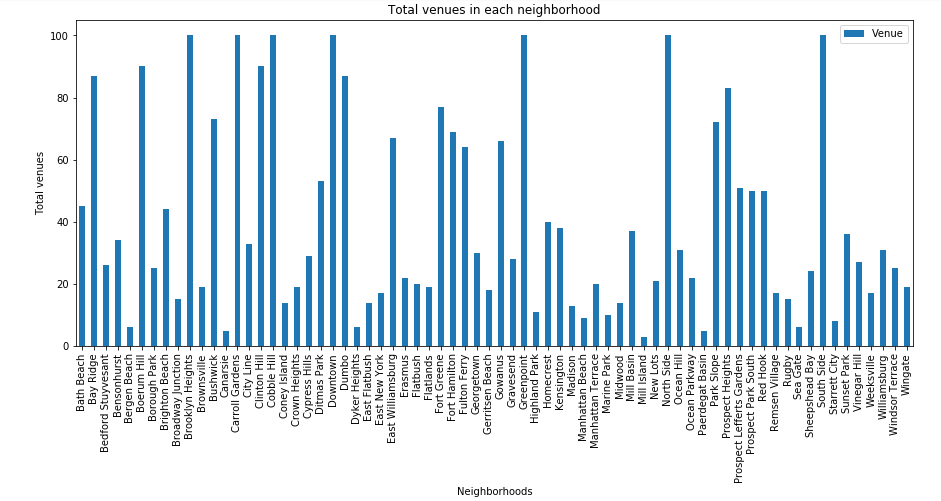 Total venues in each neighborhood
Venue
Total venues
100
80
60
40
20
0
Bath Beach
Bay Ridge
Bedford Stuyvesant
Bensonhurst
Bergen Beach
Boerum Hill
Borough Park
Brighton Beach
Broadway Junction
Brooklyn Heights
Brownsville
Bushwick
Canarsie
Carroll Gardens
City Line
Clinton Hill
Cobble Hill
Coney Island
Crown Heights
Cypress Hills
Ditmas Park
Downtown
Dumbo
Dyker Heights
East Flatbush
East New York
East Williamsburg
Erasmus
Flatbush
Flatlands
Fort Greene
Fort Hamilton
Fulton Ferry
Georgetown
Gerritsen Beach
Gowanus
Gravesend
Greenpoint
Highland Park
Homecrest
Kensington
Madison
Manhattan Beach
Manhattan Terrace
Marine Park
Midwood
Mill Basin
Mill Island
New Lots
North Side
Ocean Hill
Ocean Parkway
Paerdegat Basin
Park Slope
Prospect Heights
Prospect Lefferts Gardens
Prospect Park South
Red Hook
Remsen Village
Rugby
Sea Gate
Sheepshead Bay
South Side
Starrett City
Sunset Park
Vinegar Hill
Weeksville
Williamsburg
Windsor Terrace
Wingate
Neighborhoods